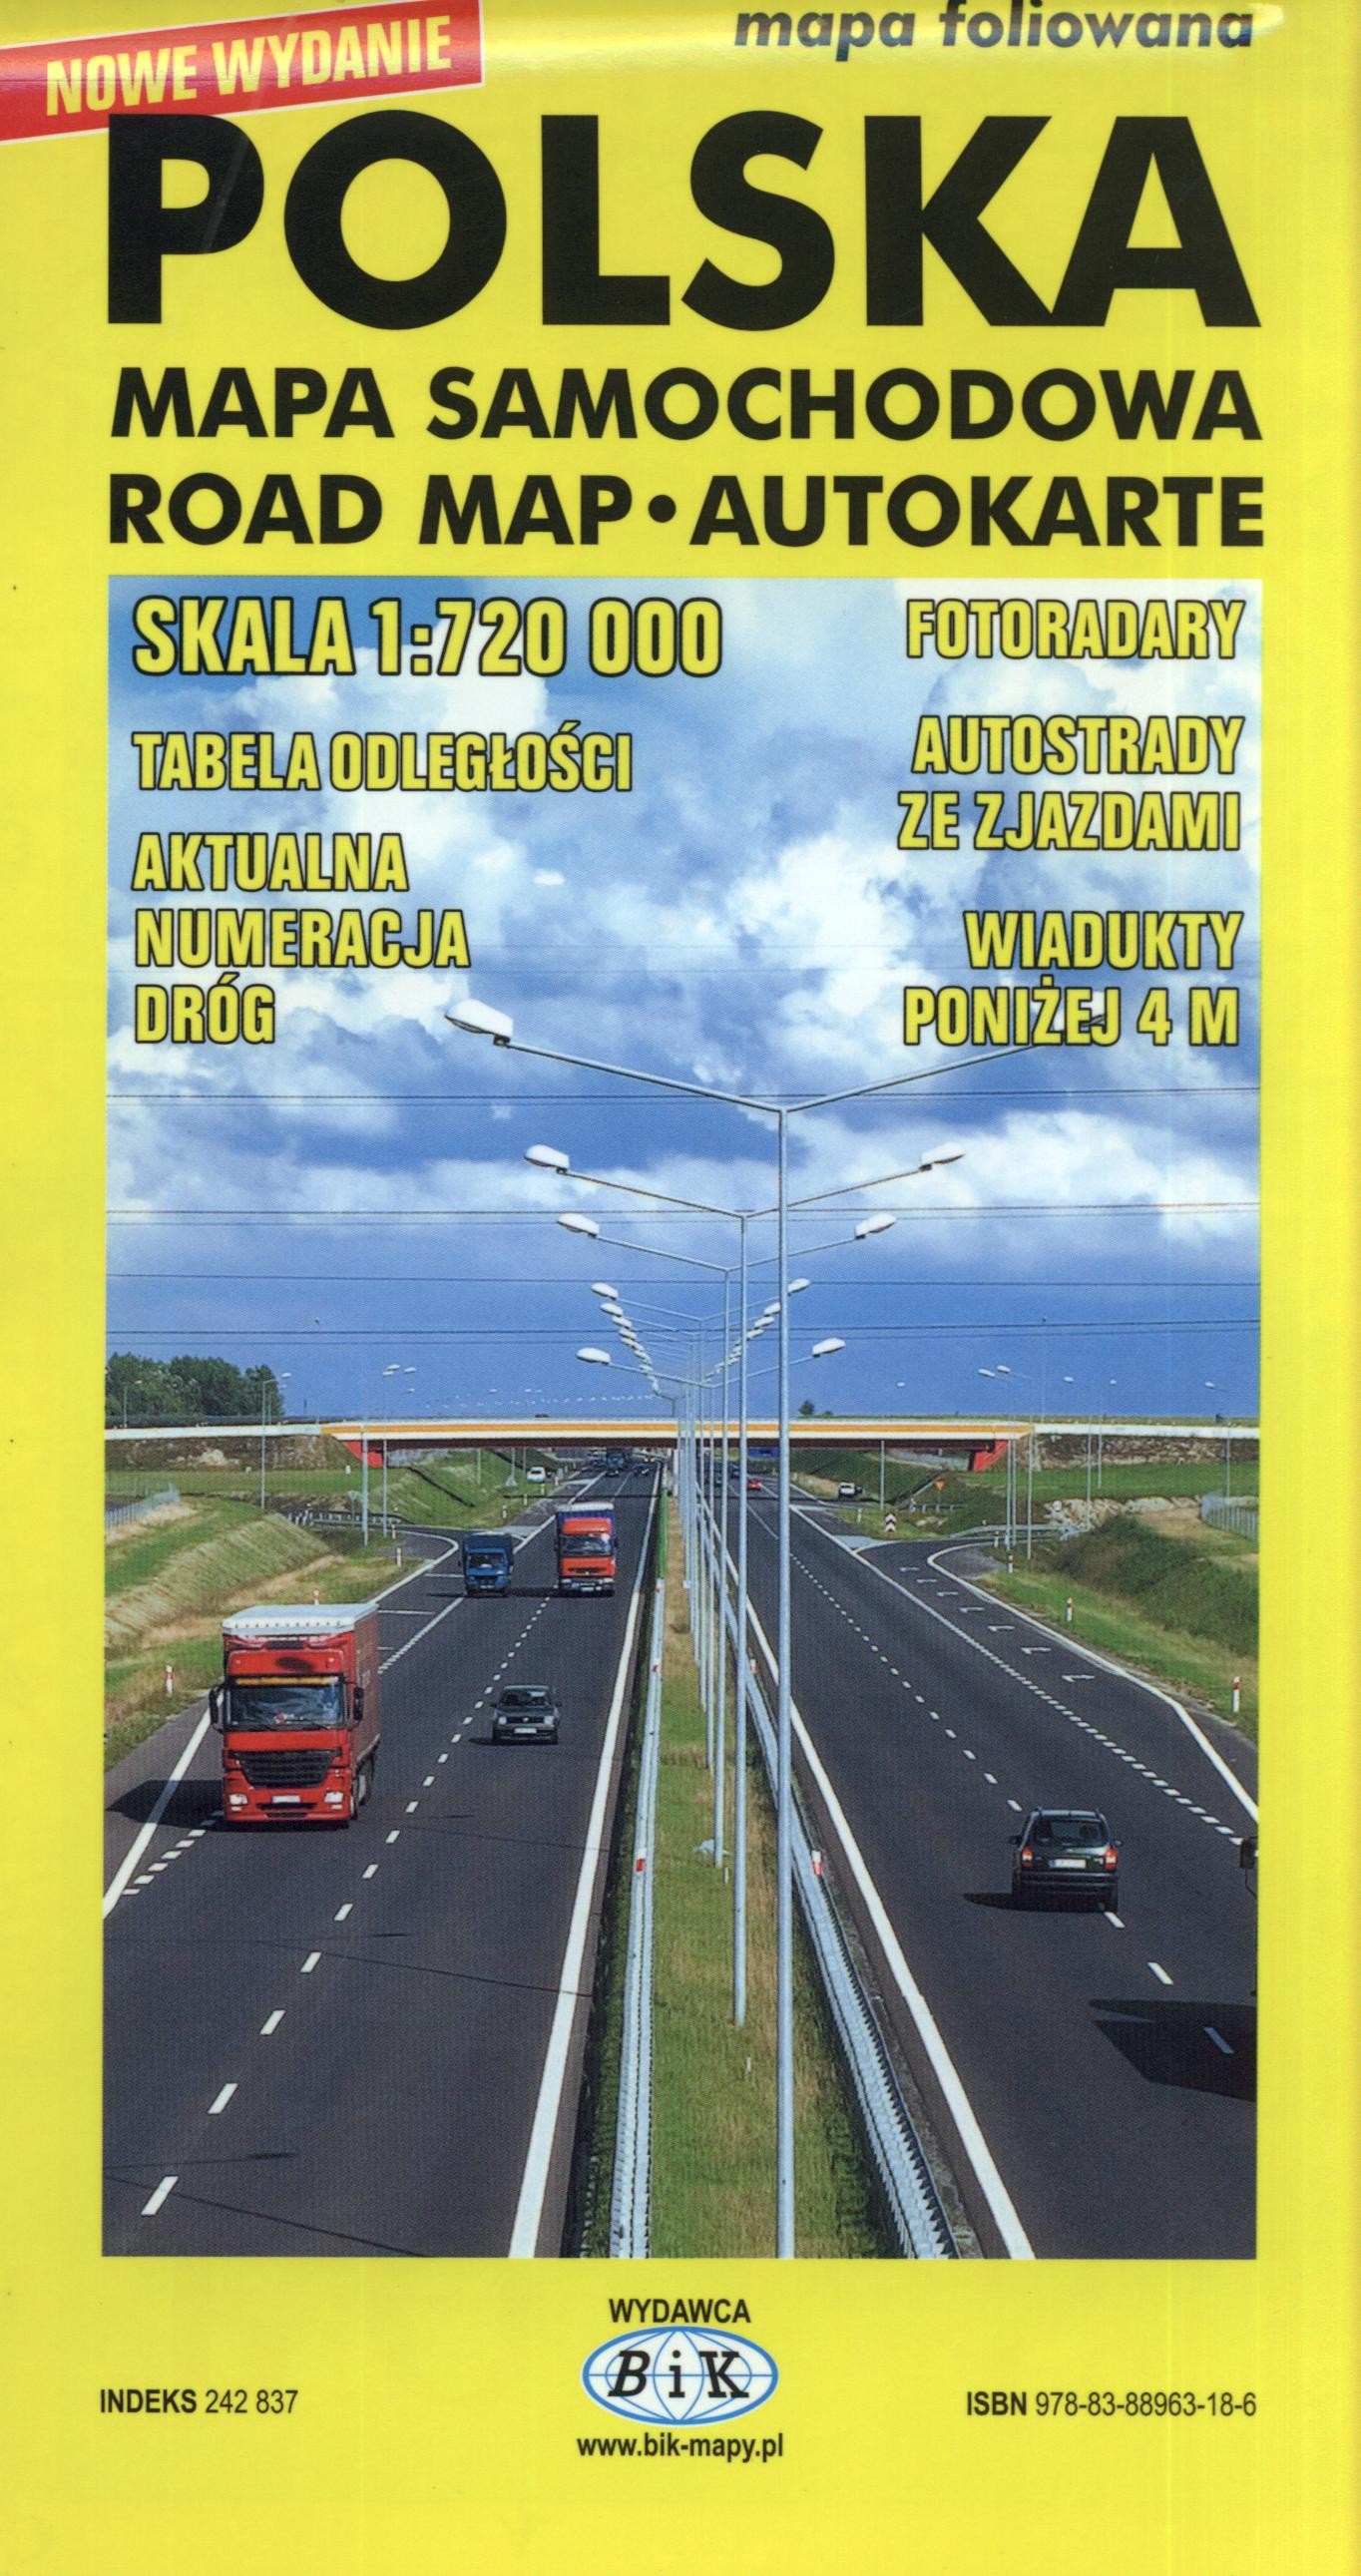 NOWE WYDANIE
mapa foliowana
POLSKA
MAPA SAMOCHODOWA
ROAD MAP•AUTOKARTE
SKALA 1:720 000
TABELA ODLEGŁOŚCI
AKTUALNA
NUMERACJA
DRÓG
FOTORADARY
AUTOSTRADY
ZE ZJAZDAMI
WIADUKTY
PONIŻEJ 4 M
WYDAWCA
BiK
www.bik-mapy.pl
INDEKS 242 837
ISBN 978-83-88963-18-6